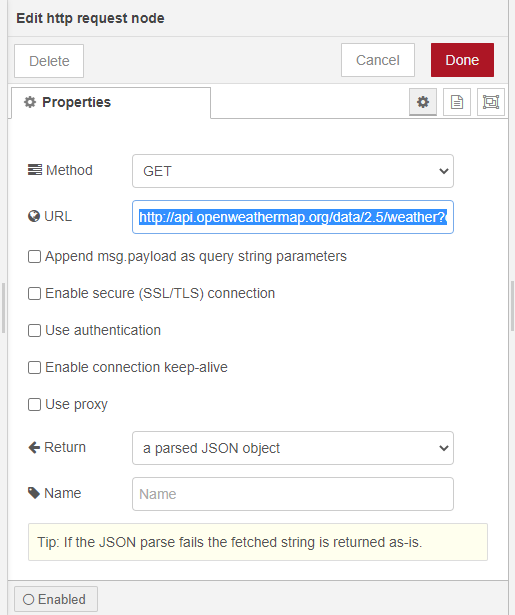 Edit http request node
Delete
Cancel
Done
Properties
Method
GET
URL
http://api.openweathermap.org/data/2.5/weather?
Append msg.payload as query string parameters
Enable secure (SSL/TLS) connection
Use authentication
Enable connection keep-alive
Use proxy
Return
a parsed JSON object
Name
Name
Tip: If the JSON parse fails the fetched string is returned as-is.
Enabled